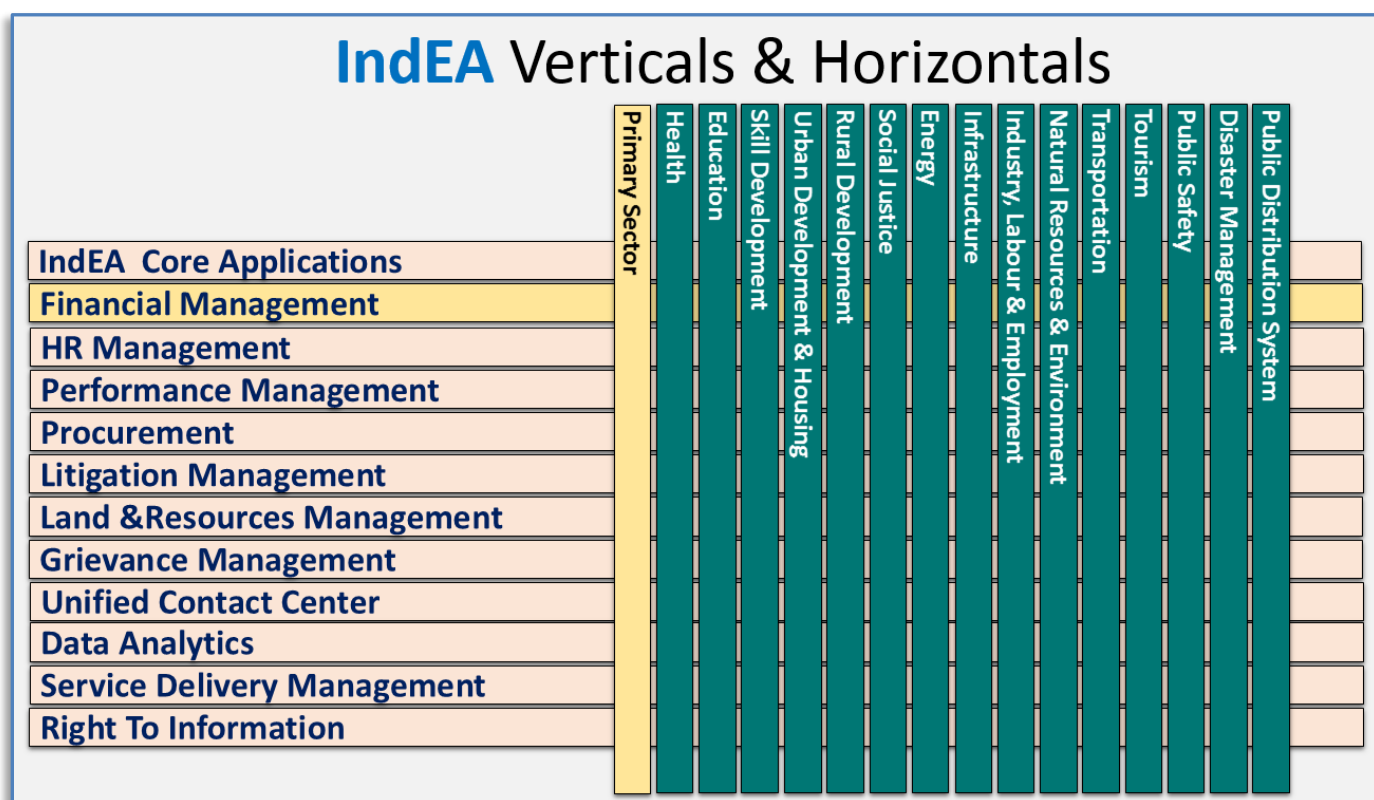 IndEA Verticals & Horizontals
Primary Sector
Health
Education
Skill Development
Urban Development & Housing
Rural Development
Social Justice
Energy
Infrastructure
Industry, Labour & Employment
Natural Resources & Environment
Transportation
Tourism
Public Safety
Disaster Management
Public Distribution System
IndEA Core Applications
Financial Management
HR Management
Performance Management
Procurement
Litigation Management
Land &Resources Management
Grievance Management
Unified Contact Center
Data Analytics
Service Delivery Management
Right To Information